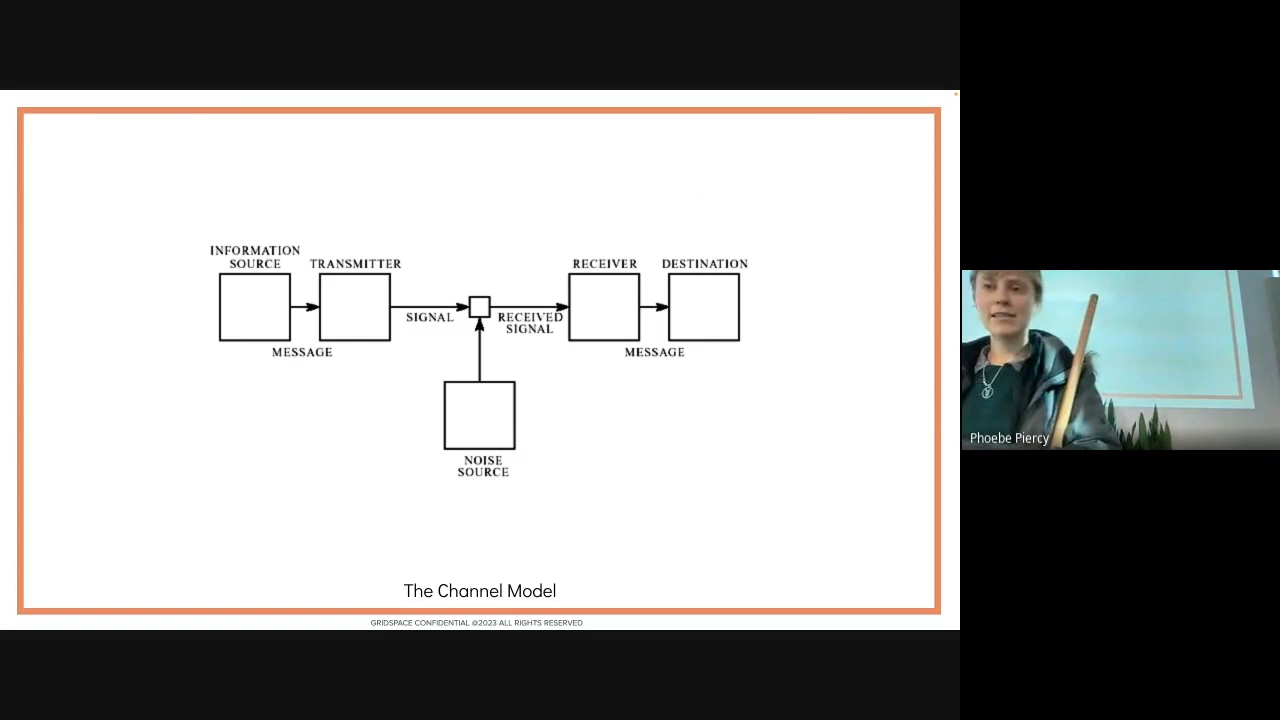 INFORMATION
SOURCE
TRANSMITTER
RECEIVER
DESTINATION
SIGNAL
RECEIVED
SIGNAL
MESSAGE
MESSAGE
NOISE
SOURCE
The Channel Model
GRIDSPACE CONFIDENTIAL @2023 ALL RIGHTS RESERVED
Phoebe Piercy